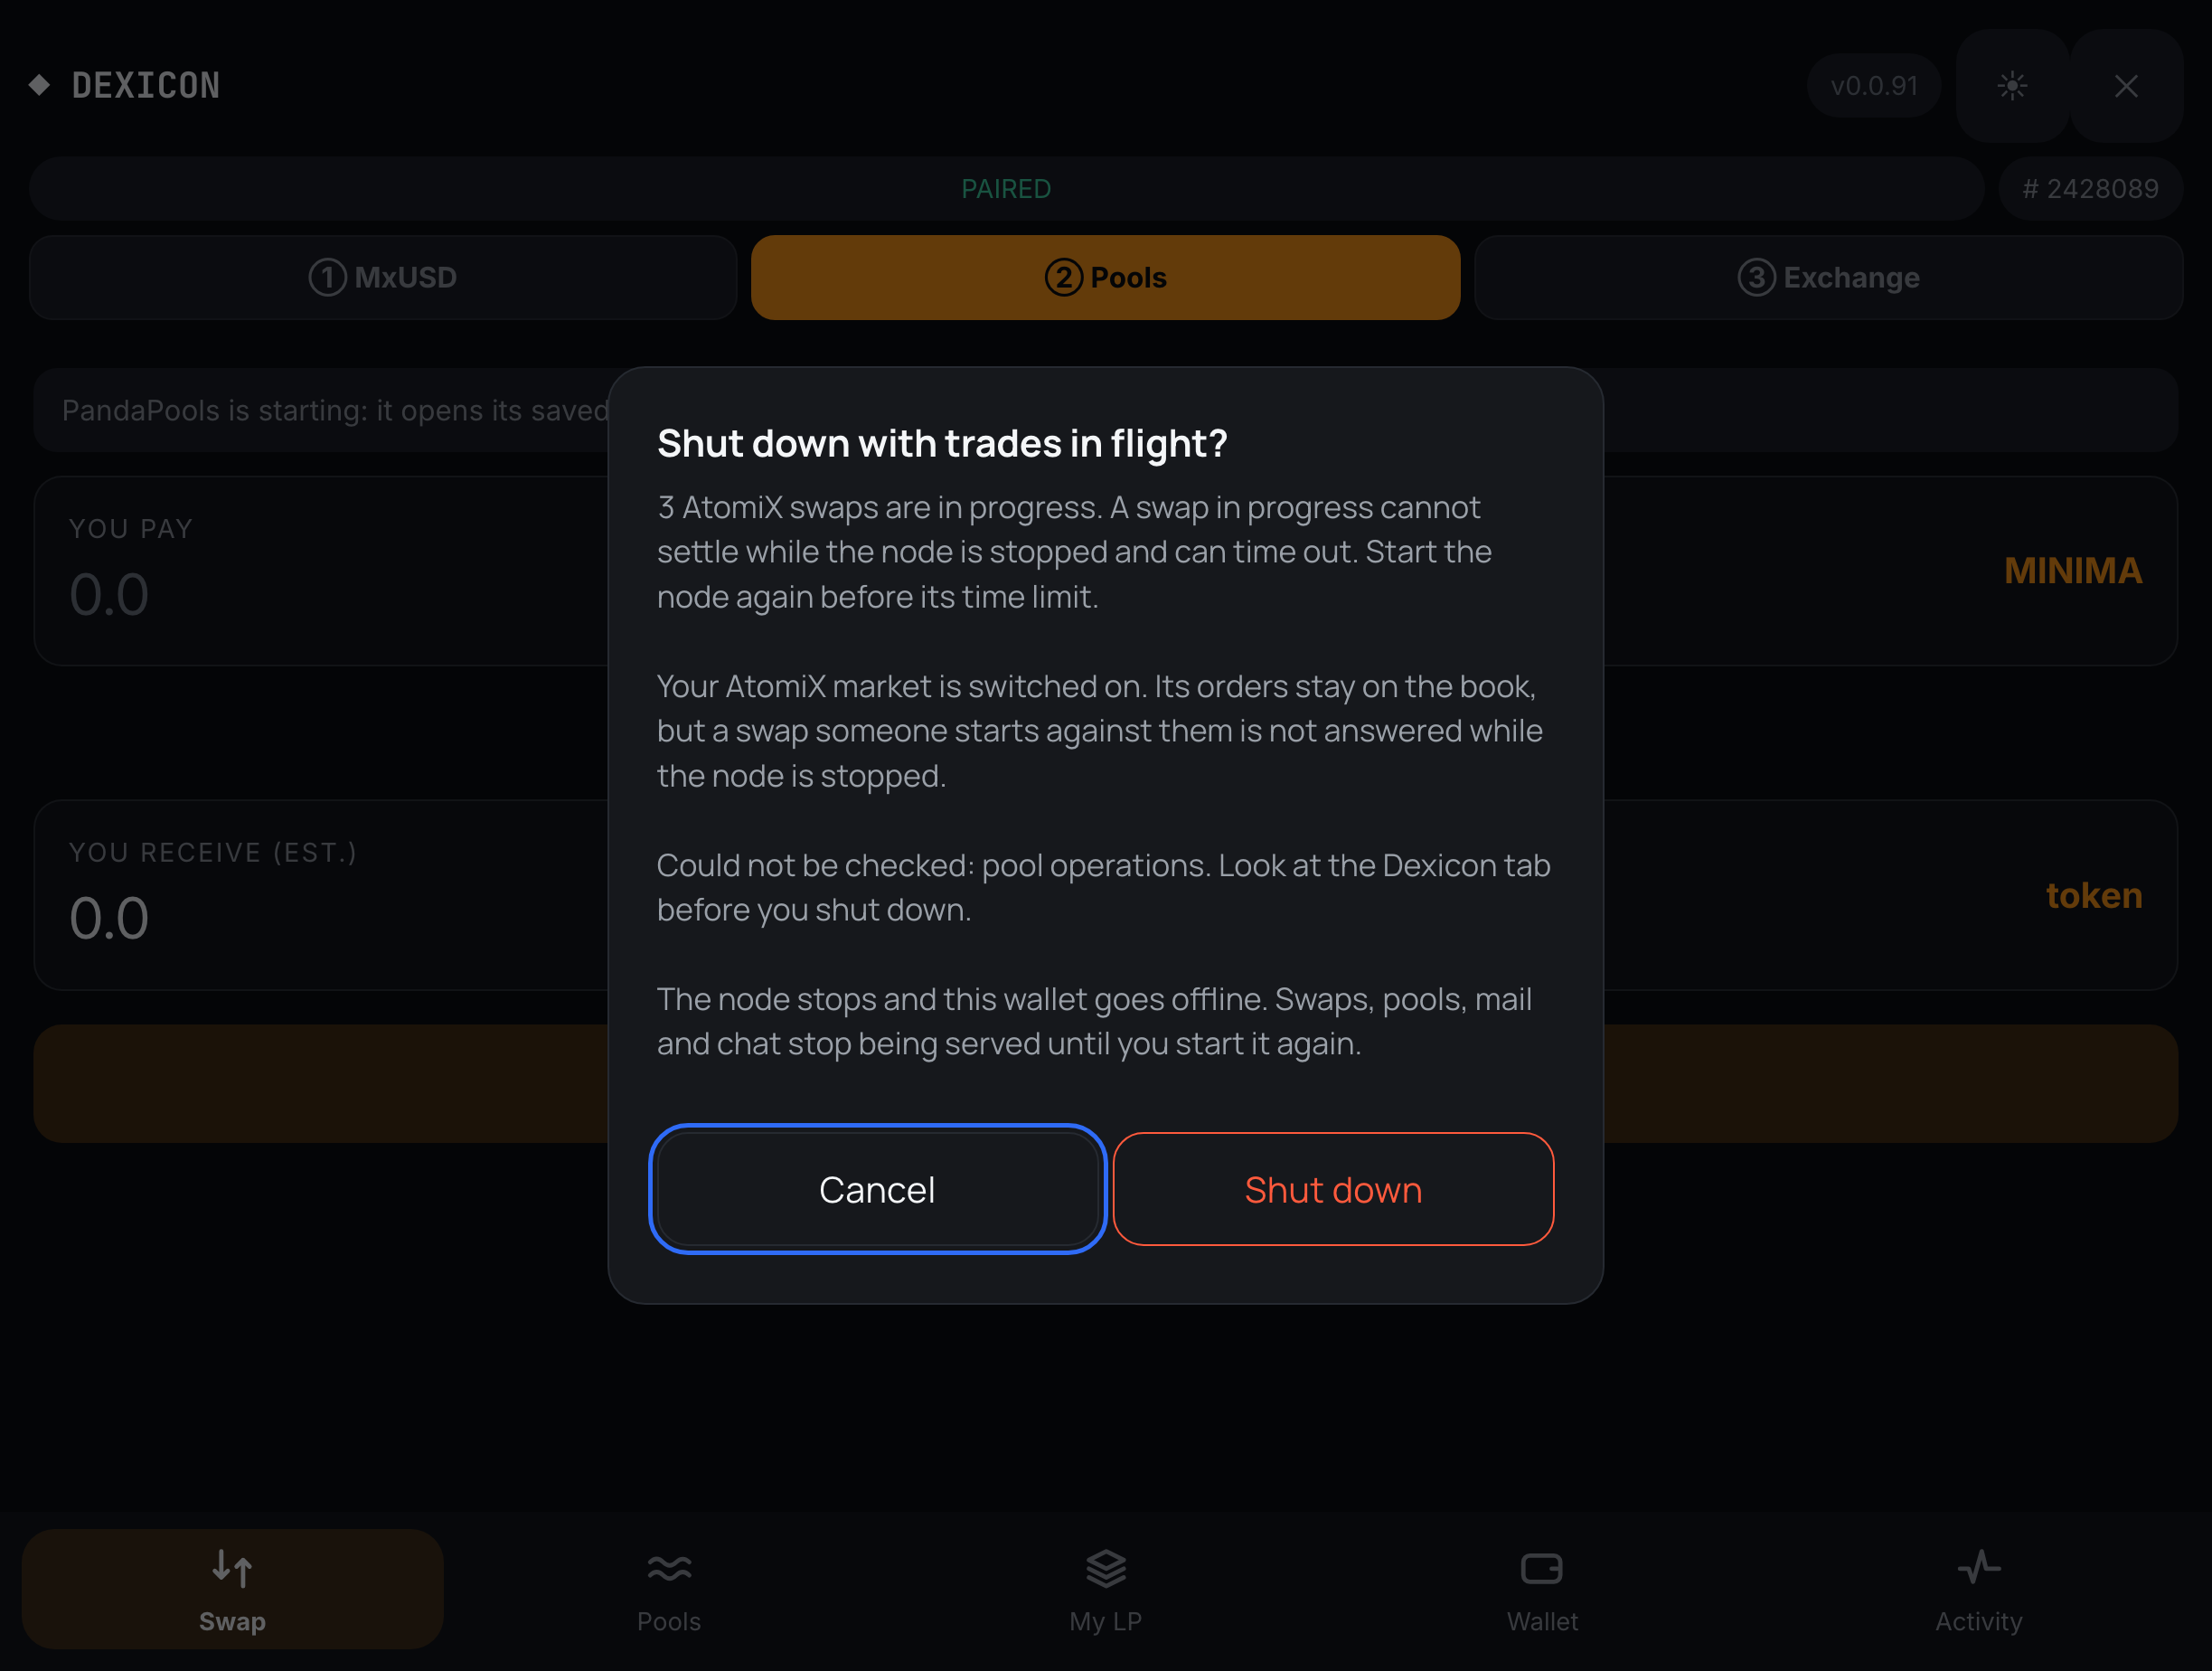 DEXICON
v0.0.91
PAIRED
# 2428089
1 MxUSD
2 Pools
3 Exchange
PandaPools is starting: it opens its saved
Shut down with trades in flight?
3 AtomiX swaps are in progress. A swap in progress cannot
settle while the node is stopped and can time out. Start the
node again before its time limit.
Your AtomiX market is switched on. Its orders stay on the book,
but a swap someone starts against them is not answered while
the node is stopped.
Could not be checked: pool operations. Look at the Dexicon tab
before you shut down.
The node stops and this wallet goes offline. Swaps, pools, mail
and chat stop being served until you start it again.
Cancel
Shut down
YOU PAY
0.0
MINIMA
YOU RECEIVE (EST.)
0.0
token
Swap
Pools
My LP
Wallet
Activity